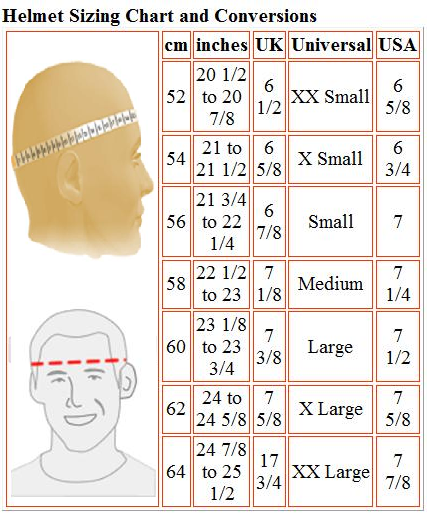 Helmet Sizing Chart and Conversions
cm inches UK Universal USA
52 20 1/2 to 20 7/8 6 1/2 XX Small 6 5/8
54 21 to 21 1/2 6 5/8 X Small 6 3/4
56 21 3/4 to 22 1/4 6 7/8 Small 7
58 22 1/2 to 23 7 1/8 Medium 7 1/4
60 23 1/8 to 23 3/4 7 3/8 Large 7 1/2
62 24 to 24 5/8 7 5/8 X Large 7 5/8
64 24 7/8 to 25 1/2 17 3/4 XX Large 7 7/8